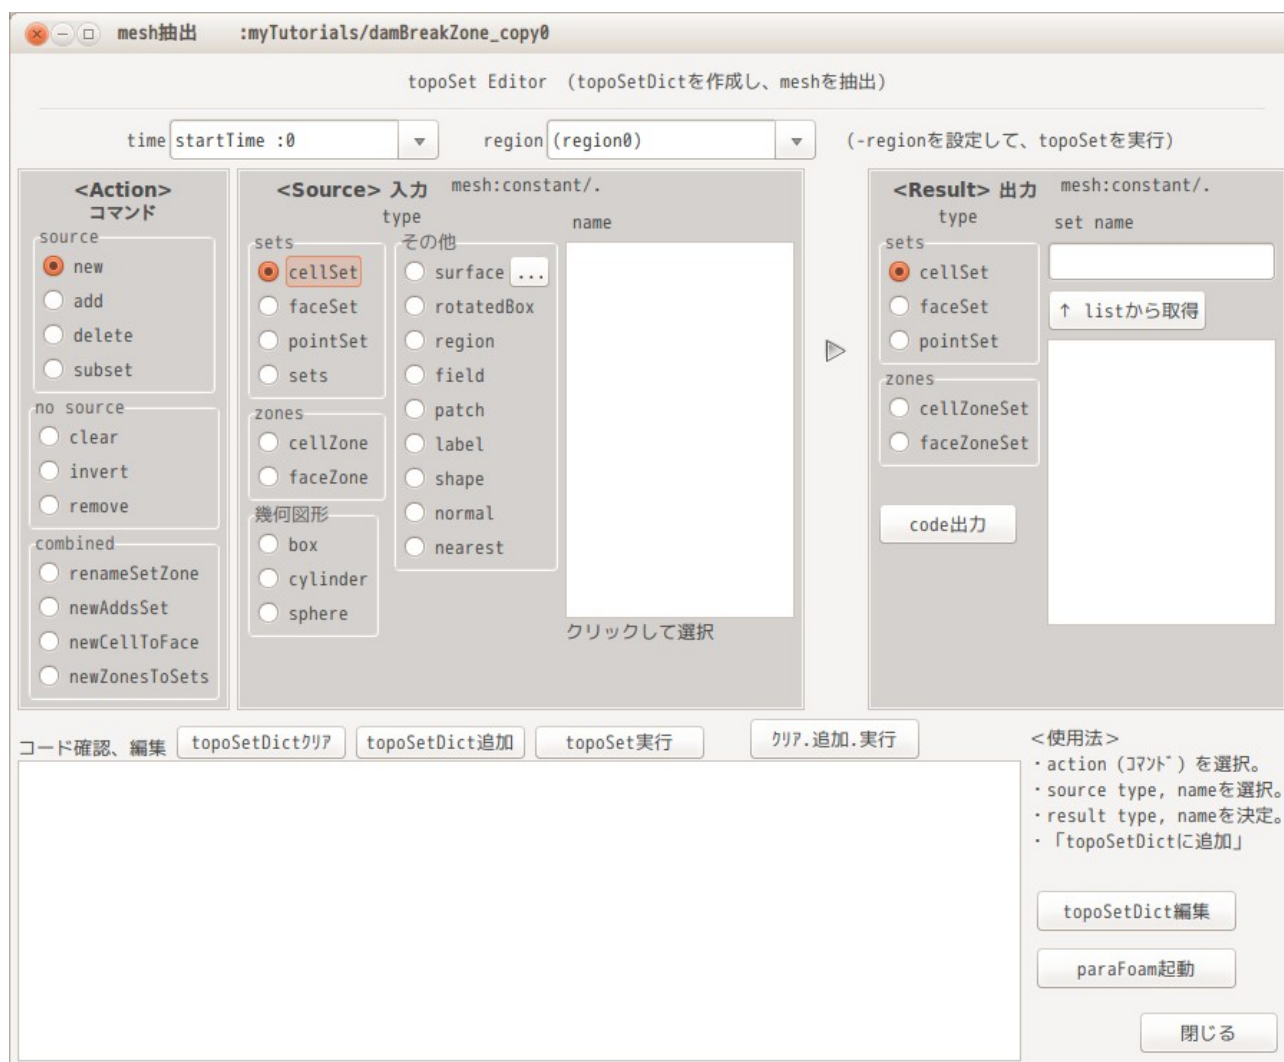 mesh抽出 :myTutorials/damBreakZone_copy0
topoSet Editor (topoSetDictを作成し、meshを抽出)
time startTime :0 region (region0) (-regionを設定して、topoSetを実行)
<Action>
コマンド
source
new
add
delete
subset
no source
clear
invert
remove
combined
renameSetZone
newAddsSet
newCellToFace
newZonesToSets
<Source> 入力 mesh:constant/.
type
name
sets
cellSet
faceSet
pointSet
sets
zones
cellZone
faceZone
幾何図形
box
cylinder
sphere
その他
surface ...
rotatedBox
region
field
patch
label
shape
normal
nearest
クリックして選択
<Result> 出力 mesh:constant/.
type
set name
sets
cellSet
faceSet
pointSet
zones
cellZoneSet
faceZoneSet
code出力
↑ listから取得
コード確認、編集 topoSetDictｸﾘｱ topoSetDict追加 topoSet実行 ｸﾘｱ.追加.実行
<使用法>
・action (ｺﾏﾝﾄﾞ) を選択。
・source type, nameを選択。
・result type, nameを決定。
・「topoSetDictに追加」
topoSetDict編集
paraFoam起動
閉じる